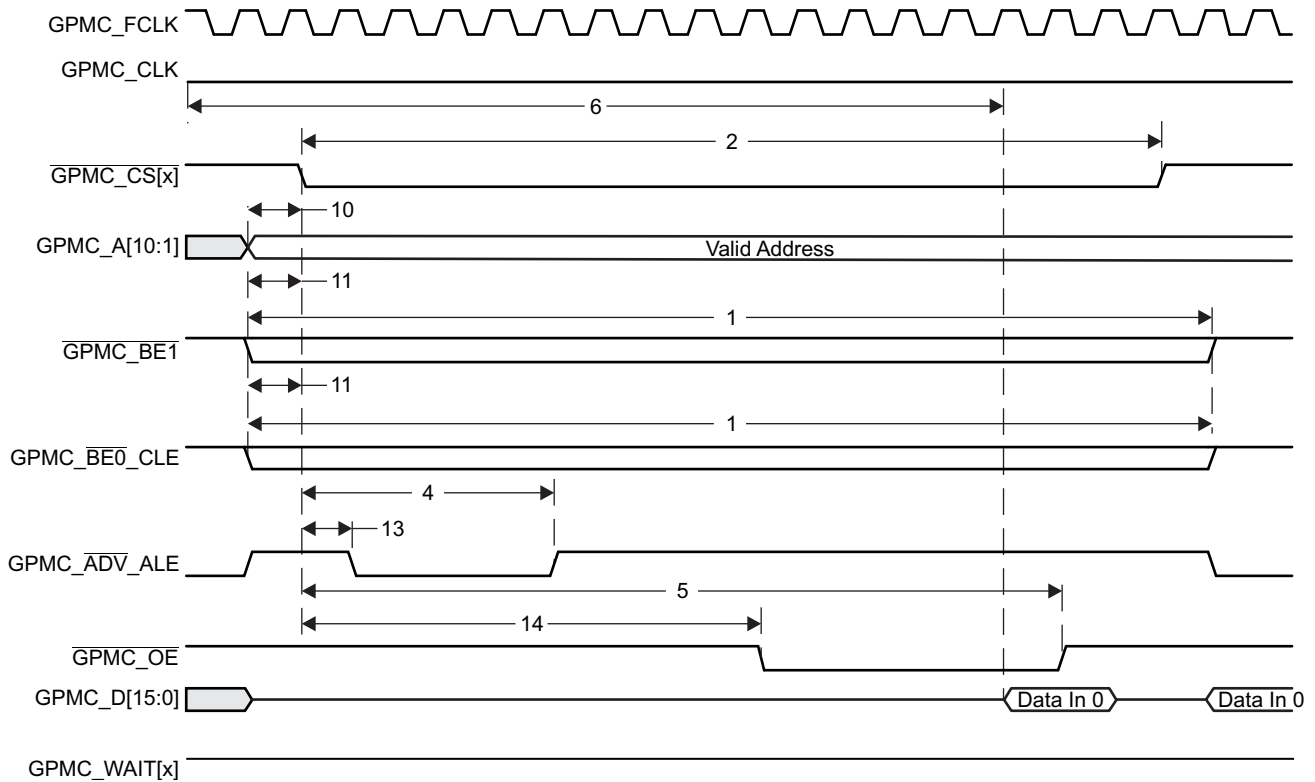 GPMC_FCLK
GPMC_CLK
6
2
GPMC_CS[x]
10
GPMC_A[10:1]
Valid Address
11
1
GPMC_BE1
11
1
GPMC_BE0_CLE
4
13
GPMC_ADV_ALE
5
14
GPMC_OE
GPMC_D[15:0]
Data In 0
Data In 0
GPMC_WAIT[x]